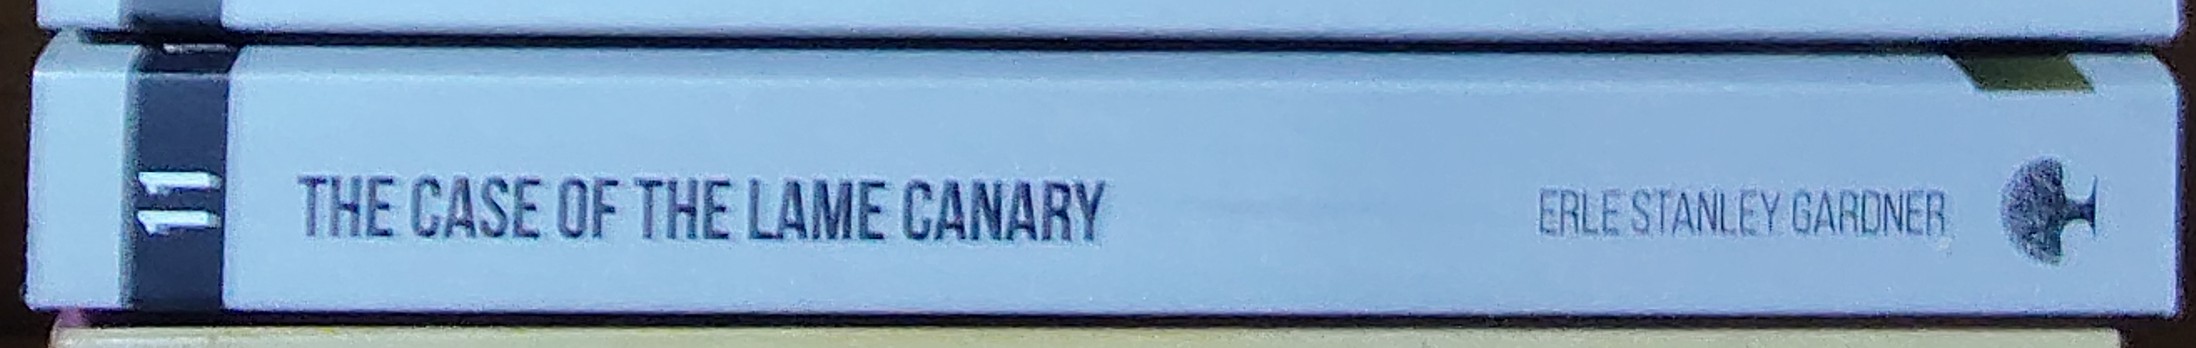 11
THE CASE OF THE LAME CANARY
ERLE STANLEY GARDNER